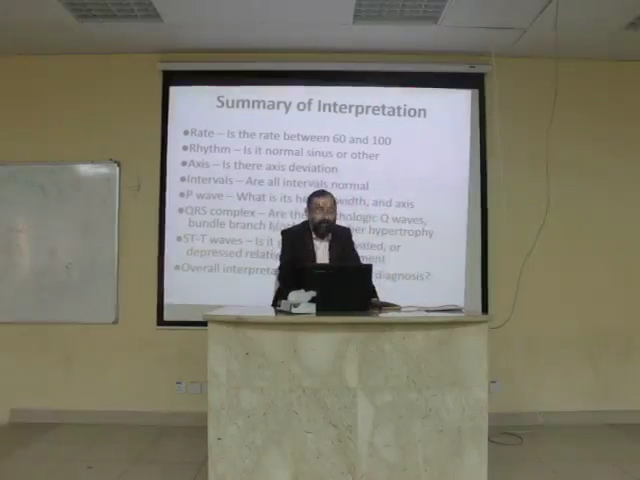 Summary of Interpretation
●Rate – Is the rate between 60 and 100
●Rhythm – Is it normal sinus or other
●Axis – Is there axis deviation
●Intervals – Are all intervals normal
●P wave – What is its width, and axis
●QRS complex – Are the Q waves,
bundle branch hypertrophy
●ST-T waves – Is it or
depressed
●Overall diagnosis?